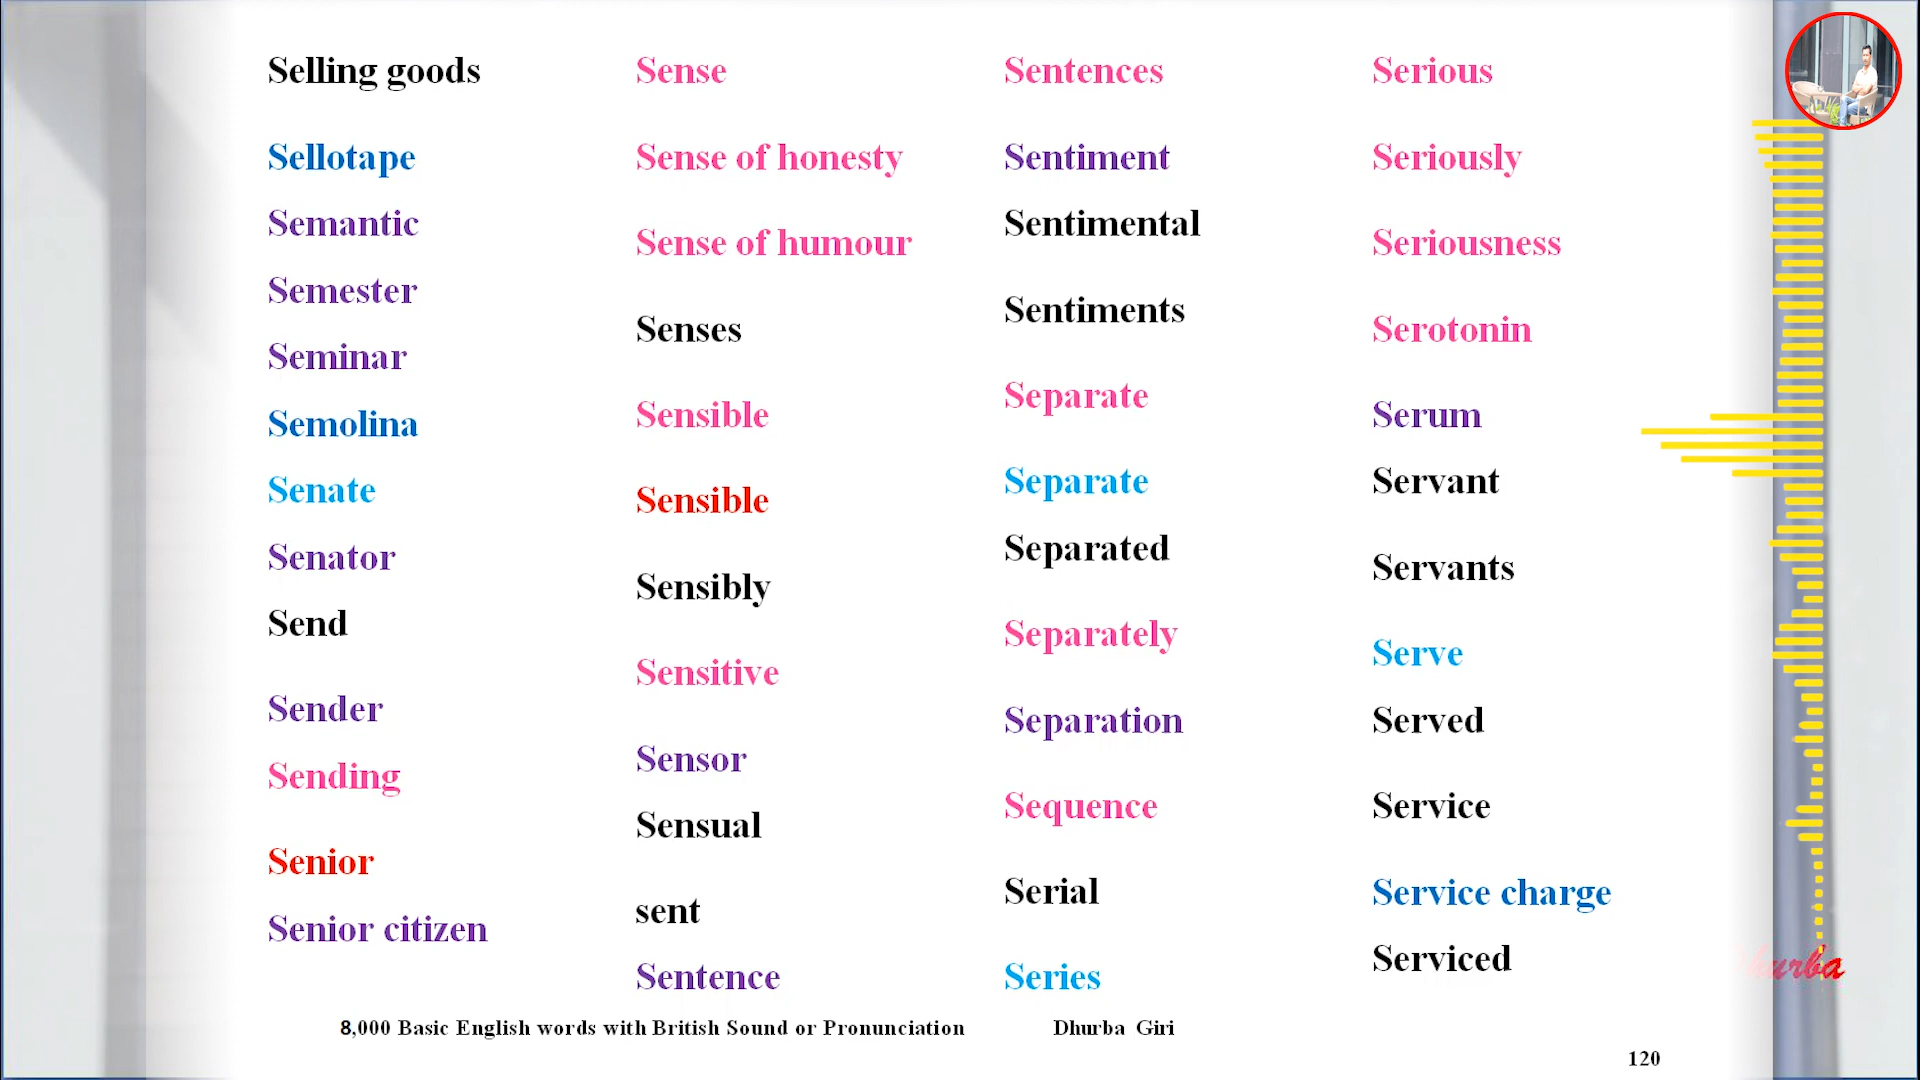 Selling goods
Sellotape
Semantic
Semester
Seminar
Semolina
Senate
Senator
Send
Sender
Sending
Senior
Senior citizen
Sense
Sense of honesty
Sense of humour
Senses
Sensible
Sensible
Sensibly
Sensitive
Sensor
Sensual
sent
Sentence
Sentences
Sentiment
Sentimental
Sentiments
Separate
Separate
Separated
Separately
Separation
Sequence
Serial
Series
Serious
Seriously
Seriousness
Serotonin
Serum
Servant
Servants
Serve
Served
Service
Service charge
Serviced
8,000 Basic English words with British Sound or Pronunciation Dhurba Giri
120